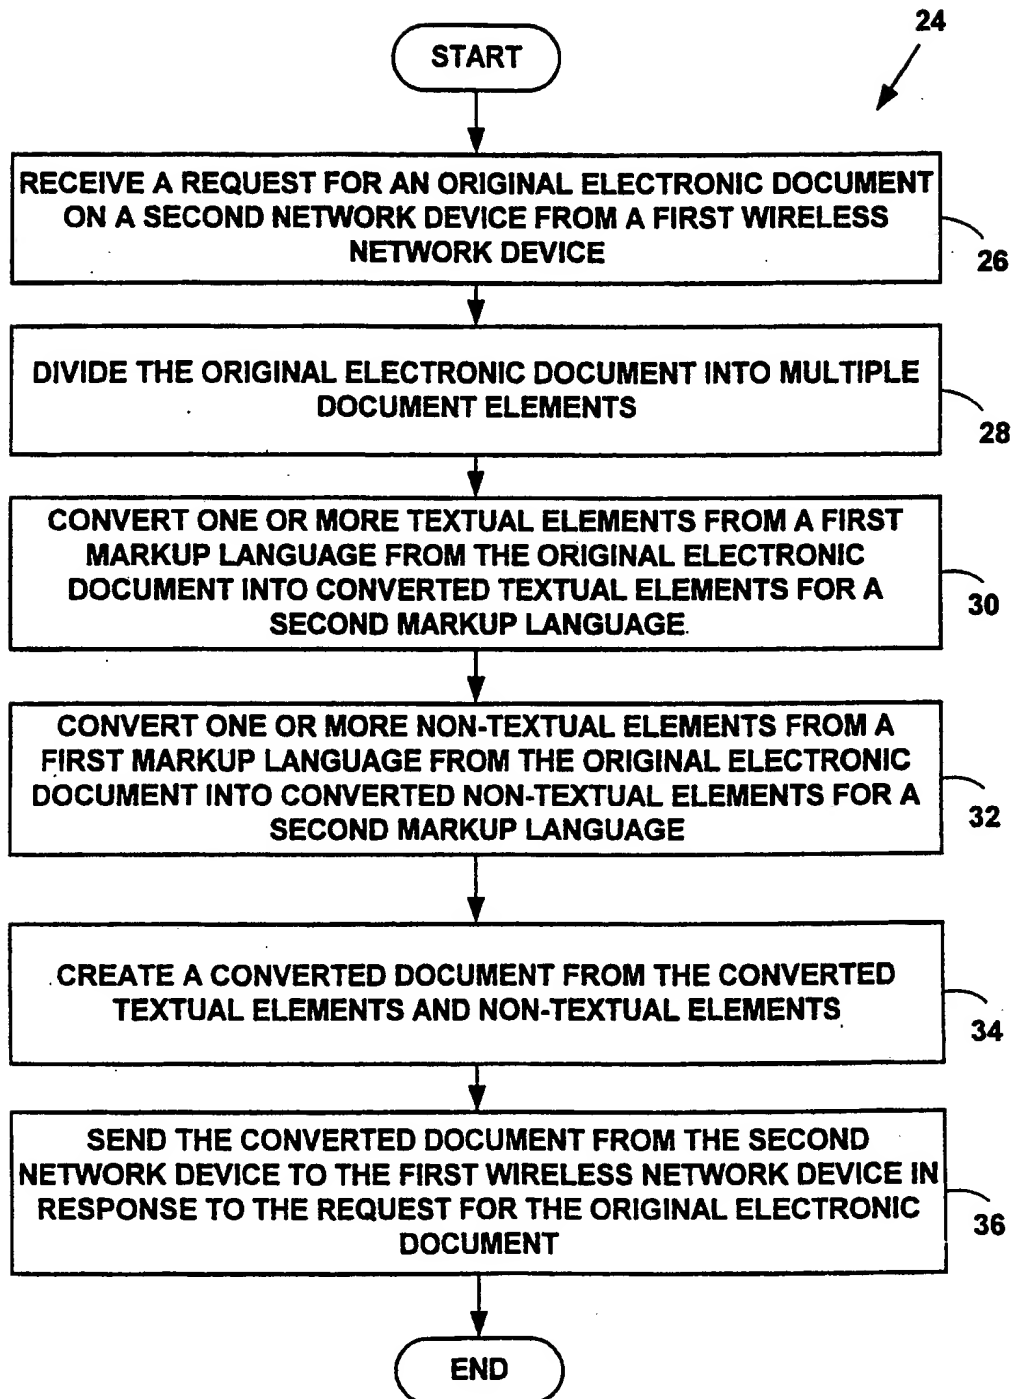 24
START
RECEIVE A REQUEST FOR AN ORIGINAL ELECTRONIC DOCUMENT
ON A SECOND NETWORK DEVICE FROM A FIRST WIRELESS
NETWORK DEVICE
26
DIVIDE THE ORIGINAL ELECTRONIC DOCUMENT INTO MULTIPLE
DOCUMENT ELEMENTS
28
CONVERT ONE OR MORE TEXTUAL ELEMENTS FROM A FIRST
MARKUP LANGUAGE FROM THE ORIGINAL ELECTRONIC
DOCUMENT INTO CONVERTED TEXTUAL ELEMENTS FOR A
SECOND MARKUP LANGUAGE
30
CONVERT ONE OR MORE NON-TEXTUAL ELEMENTS FROM A
FIRST MARKUP LANGUAGE FROM THE ORIGINAL ELECTRONIC
DOCUMENT INTO CONVERTED NON-TEXTUAL ELEMENTS FOR A
SECOND MARKUP LANGUAGE
32
CREATE A CONVERTED DOCUMENT FROM THE CONVERTED
TEXTUAL ELEMENTS AND NON-TEXTUAL ELEMENTS
34
SEND THE CONVERTED DOCUMENT FROM THE SECOND
NETWORK DEVICE TO THE FIRST WIRELESS NETWORK DEVICE IN
RESPONSE TO THE REQUEST FOR THE ORIGINAL ELECTRONIC
DOCUMENT
36
END